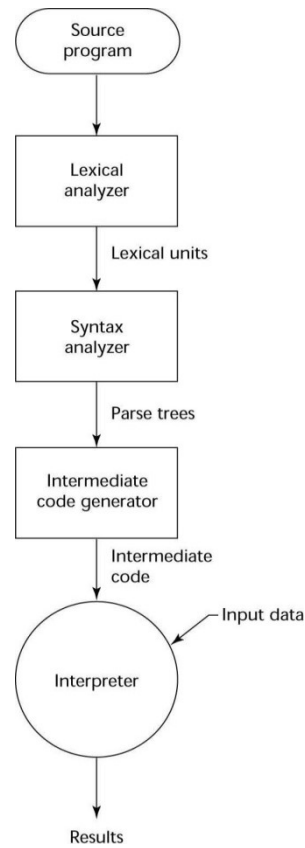 Source
program
Lexical
analyzer
Lexical units
Syntax
analyzer
Parse trees
Intermediate
code generator
Intermediate
code
Input data
Interpreter
Results